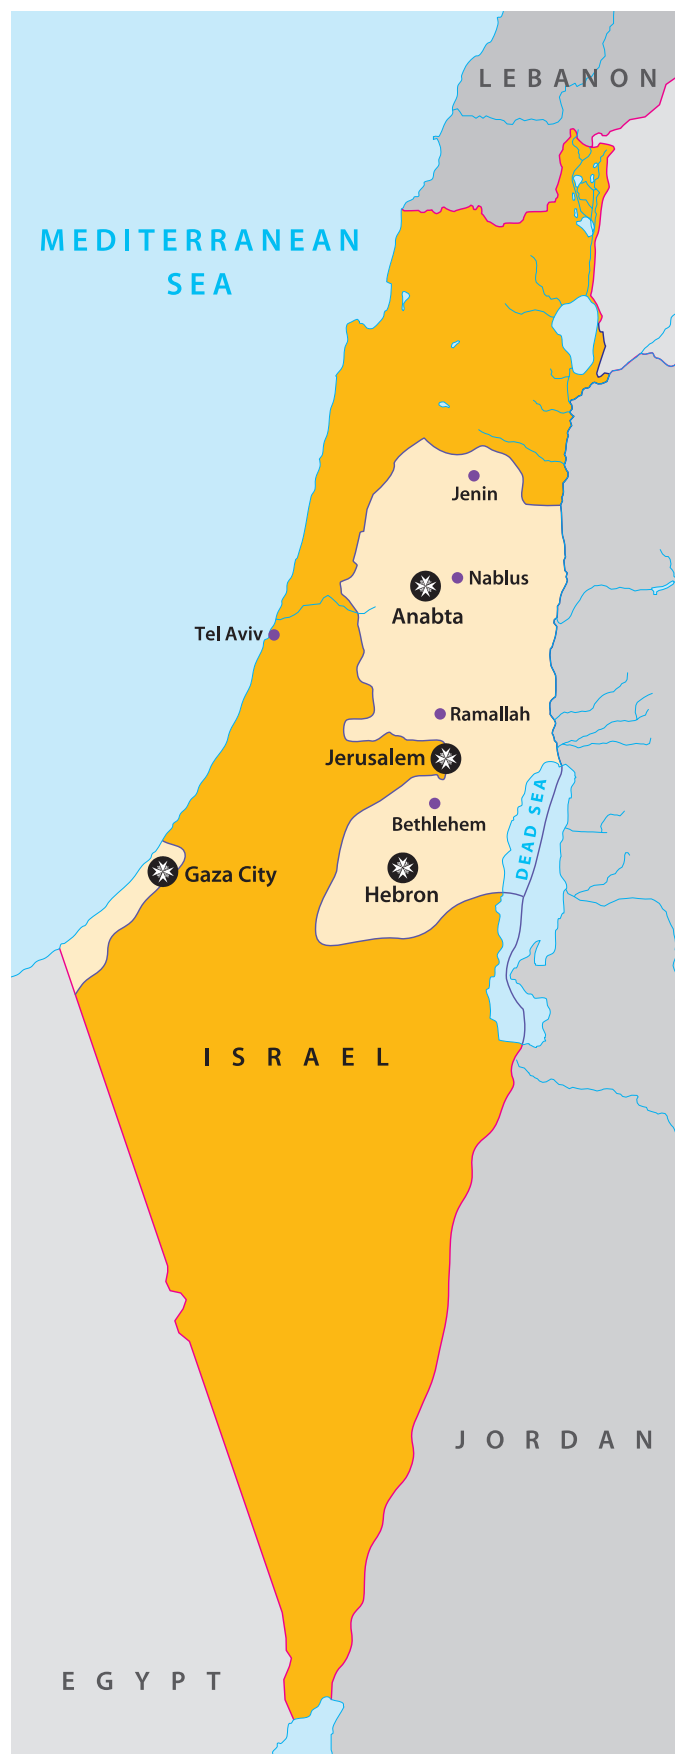 LEBANON
MEDITERRANEAN
SEA
Jenin
Nablus
Anabta
Tel Aviv
Ramallah
Jerusalem
DEAD SEA
Bethlehem
Gaza City
Hebron
ISRAEL
JORDAN
EGYPT